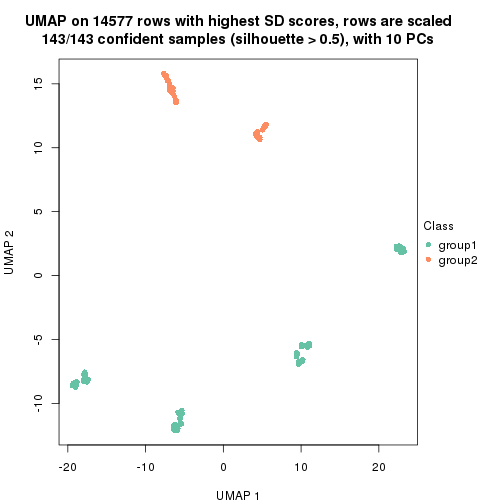 UMAP on 14577 rows with highest SD scores, rows are scaled
143/143 confident samples (silhouette > 0.5), with 10 PCs
15
10
5
0
-5
-10
UMAP 2
-20 -10 0 10 20
UMAP 1
Class
group1
group2